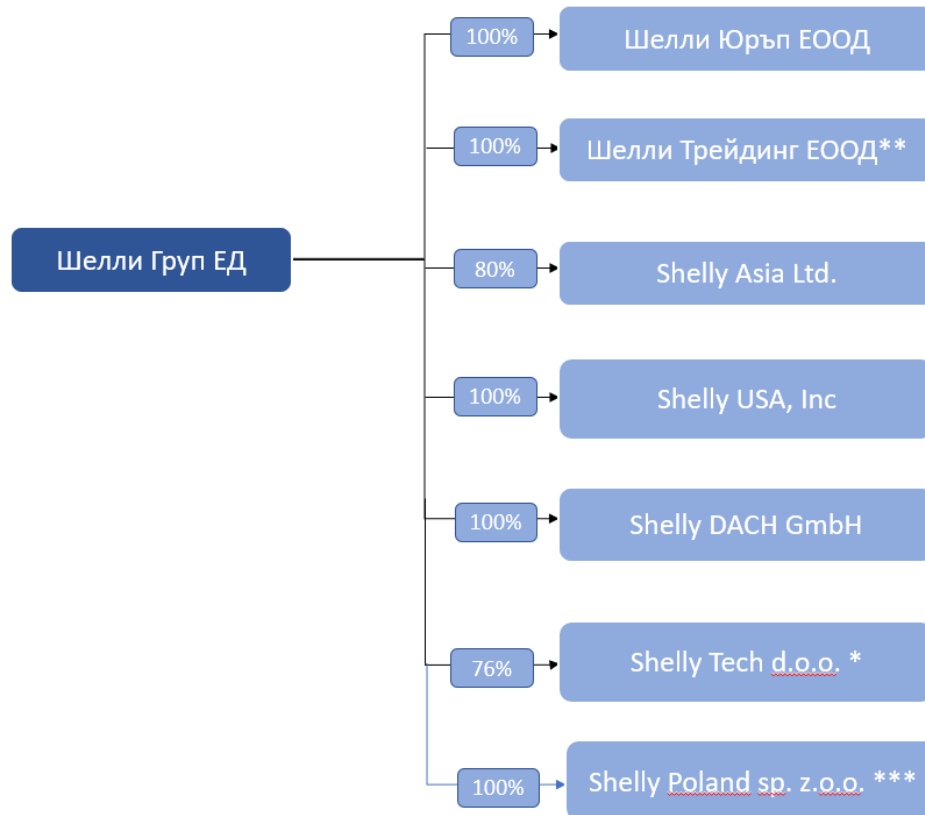 100%
Шелли Юръп ЕООД
100%
Шелли Трейдинг ЕООД**
Шелли Груп ЕД
80%
Shelly Asia Ltd.
100%
Shelly USA, Inc
100%
Shelly DACH GmbH
76%
Shelly Tech d.o.o. *
100%
Shelly Poland sp. z.o.o. ***